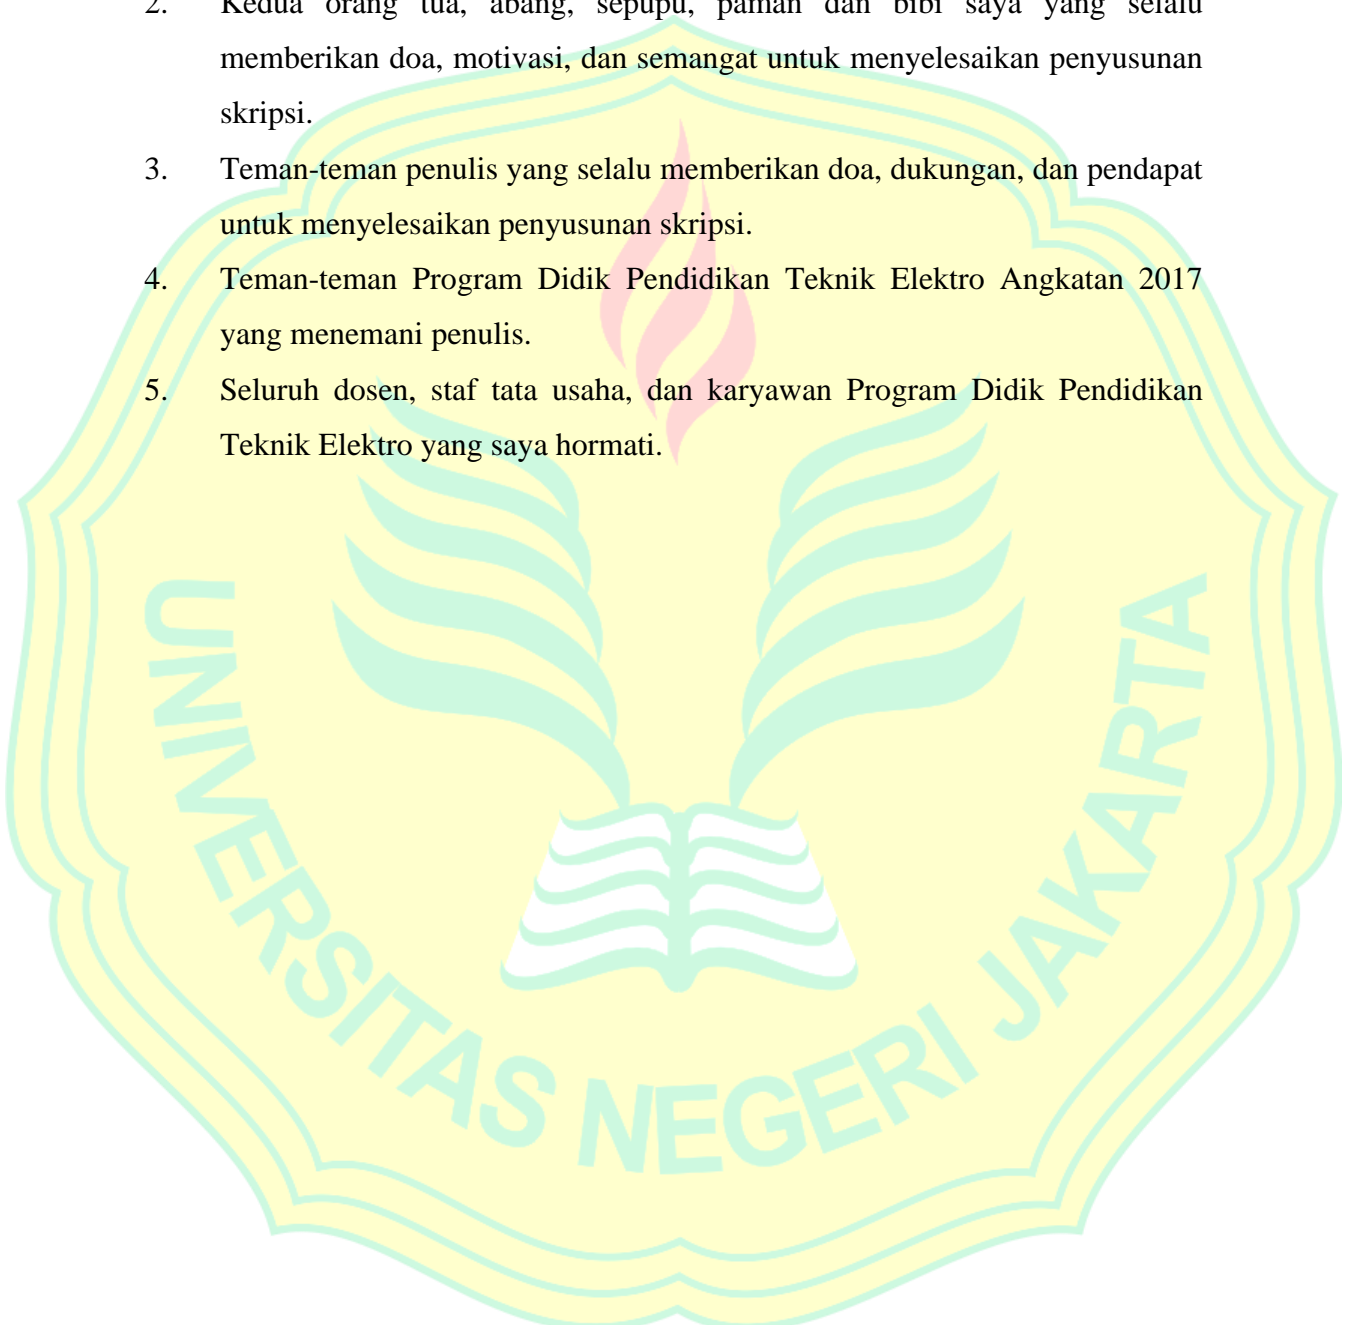 2. Kedua orang tua, abang, sepupu, paman dan bibi saya yang selalu
memberikan doa, motivasi, dan semangat untuk menyelesaikan penyusunan
skripsi.
3. Teman-teman penulis yang selalu memberikan doa, dukungan, dan pendapat
untuk menyelesaikan penyusunan skripsi.
4. Teman-teman Program Didik Pendidikan Teknik Elektro Angkatan 2017
yang menemani penulis.
5. Seluruh dosen, staf tata usaha, dan karyawan Program Didik Pendidikan
Teknik Elektro yang saya hormati.
UNIVERSITAS NEGERI JAKARTA